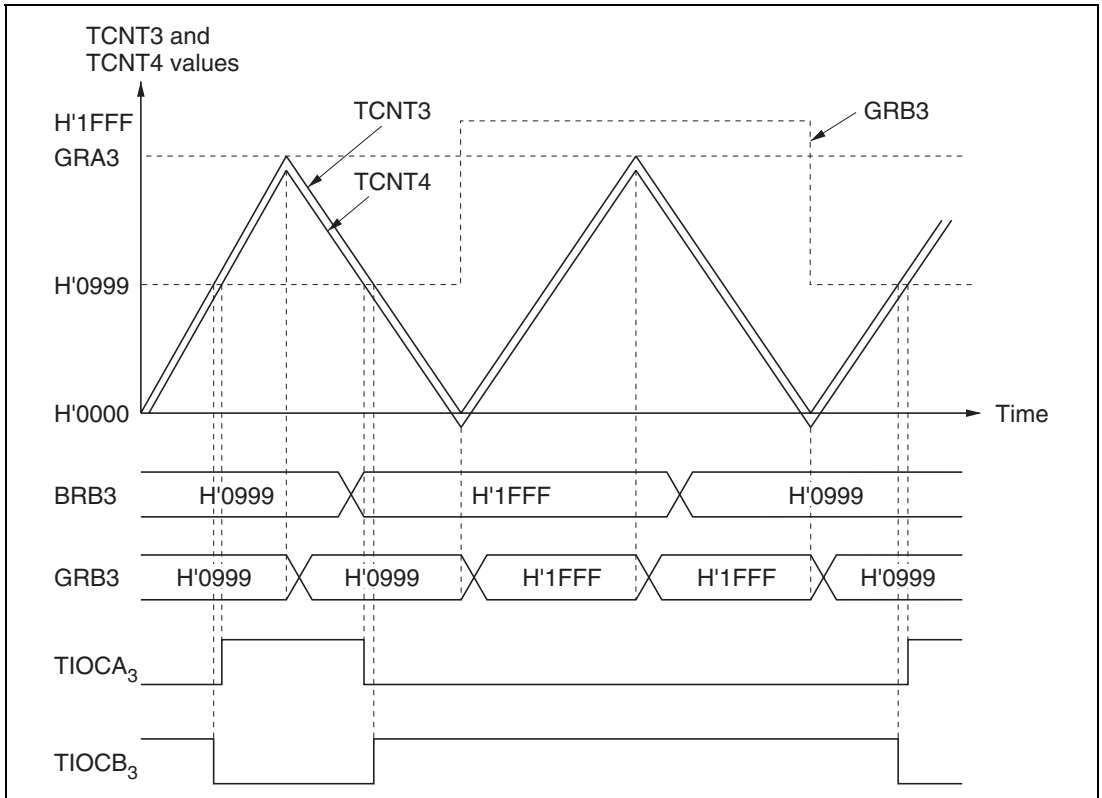 TCNT3 and
TCNT4 values
H'1FFF
GRA3
H'0999
H'0000
TCNT3
TCNT4
GRB3
Time
BRB3 H'0999 H'1FFF H'0999
GRB3 H'0999 H'0999 H'1FFF H'1FFF H'0999
TIOCA3
TIOCB3